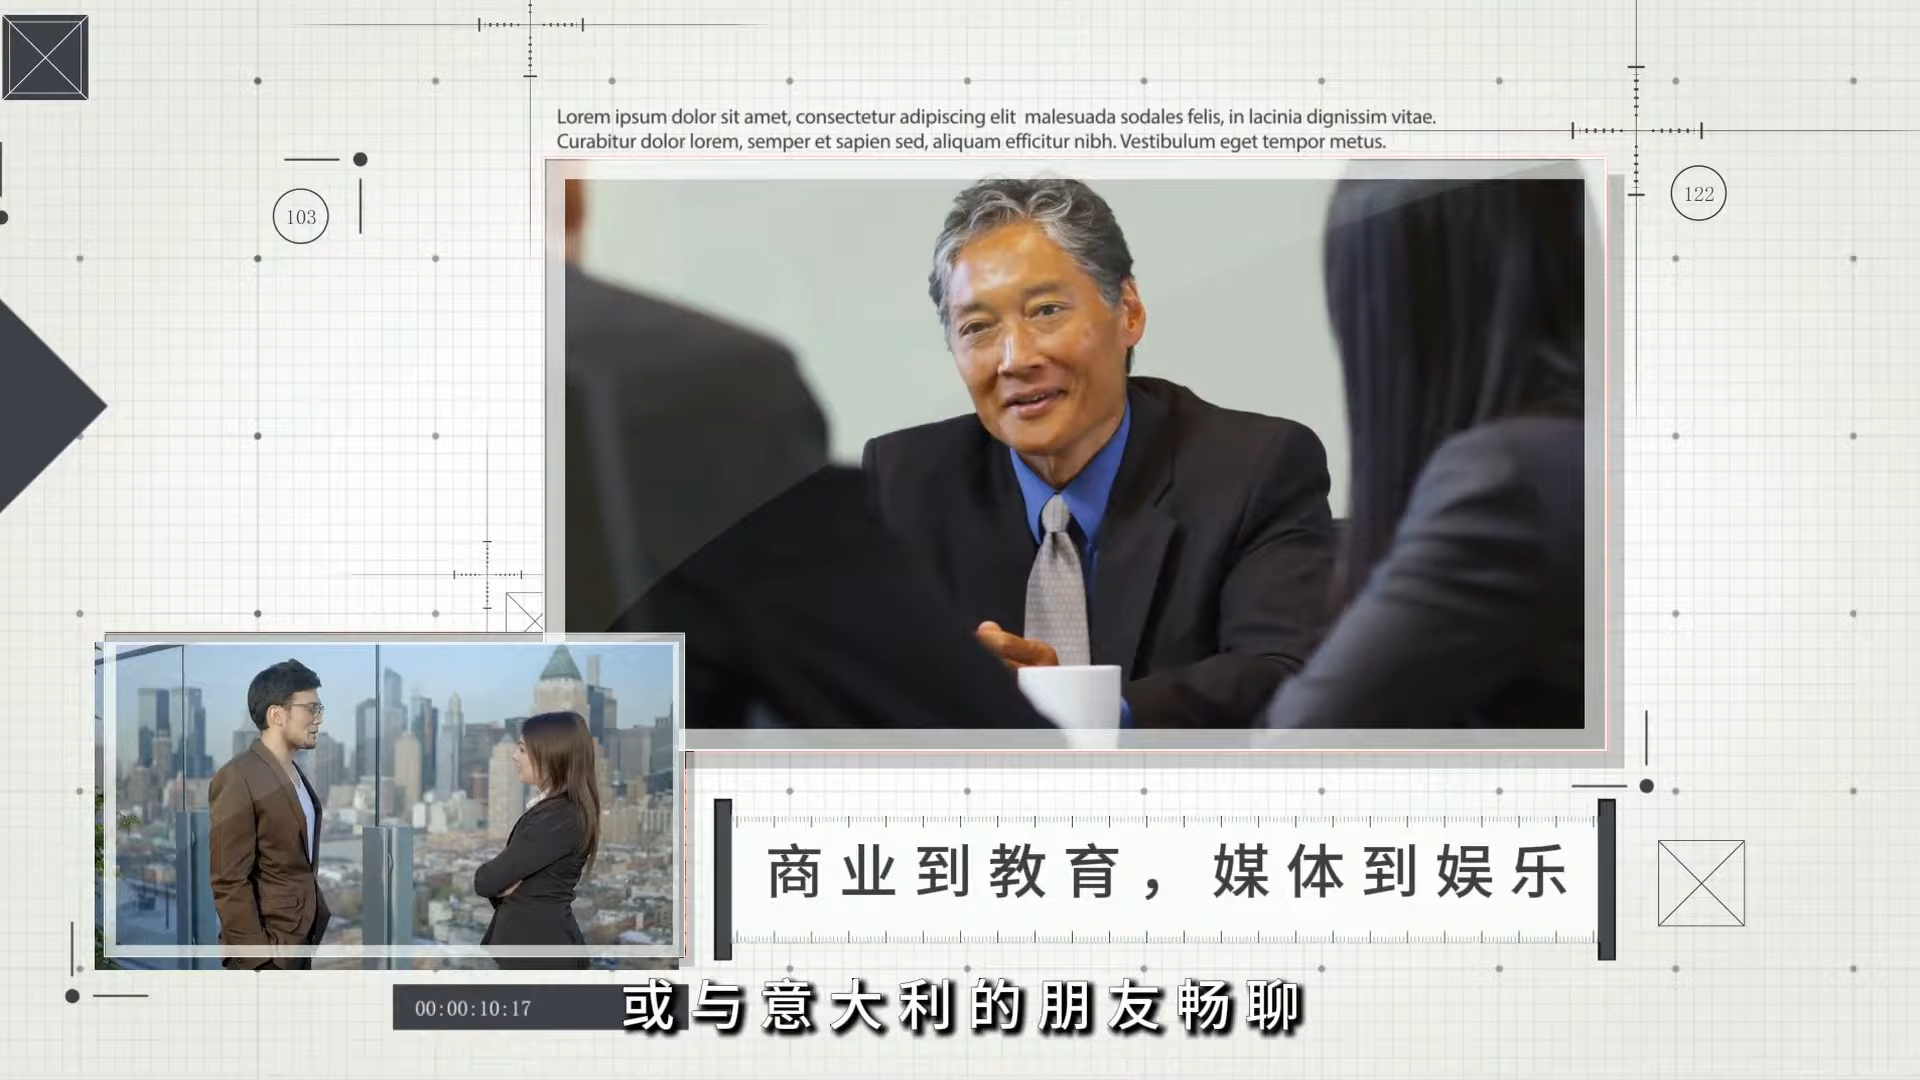 Lorem ipsum dolor sit amet, consectetur adipiscing elit malesuada sodales felis, in lacinia dignissim vitae.
Curabitur dolor lorem, semper et sapien sed, aliquam efficitur nibh. Vestibulum eget tempor metus.
103
122
商业到教育，媒体到娱乐
00:00:10:17
或与意大利的朋友畅聊